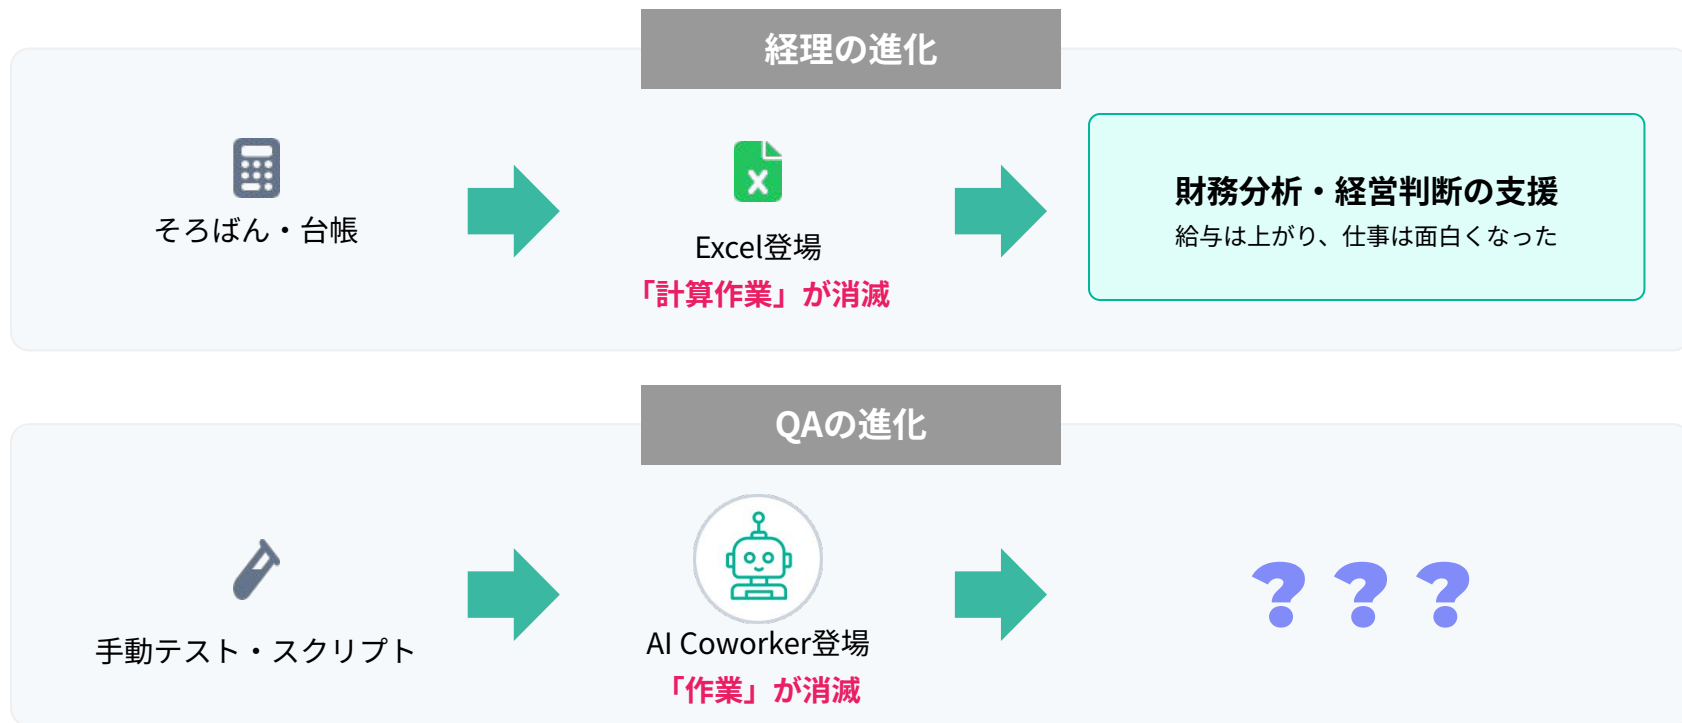 経理の進化
そろばん・台帳
Excel登場
「計算作業」が消滅
財務分析・経営判断の支援
給与は上がり、仕事は面白くなった
QAの進化
手動テスト・スクリプト
AI Coworker登場
「作業」が消滅
???